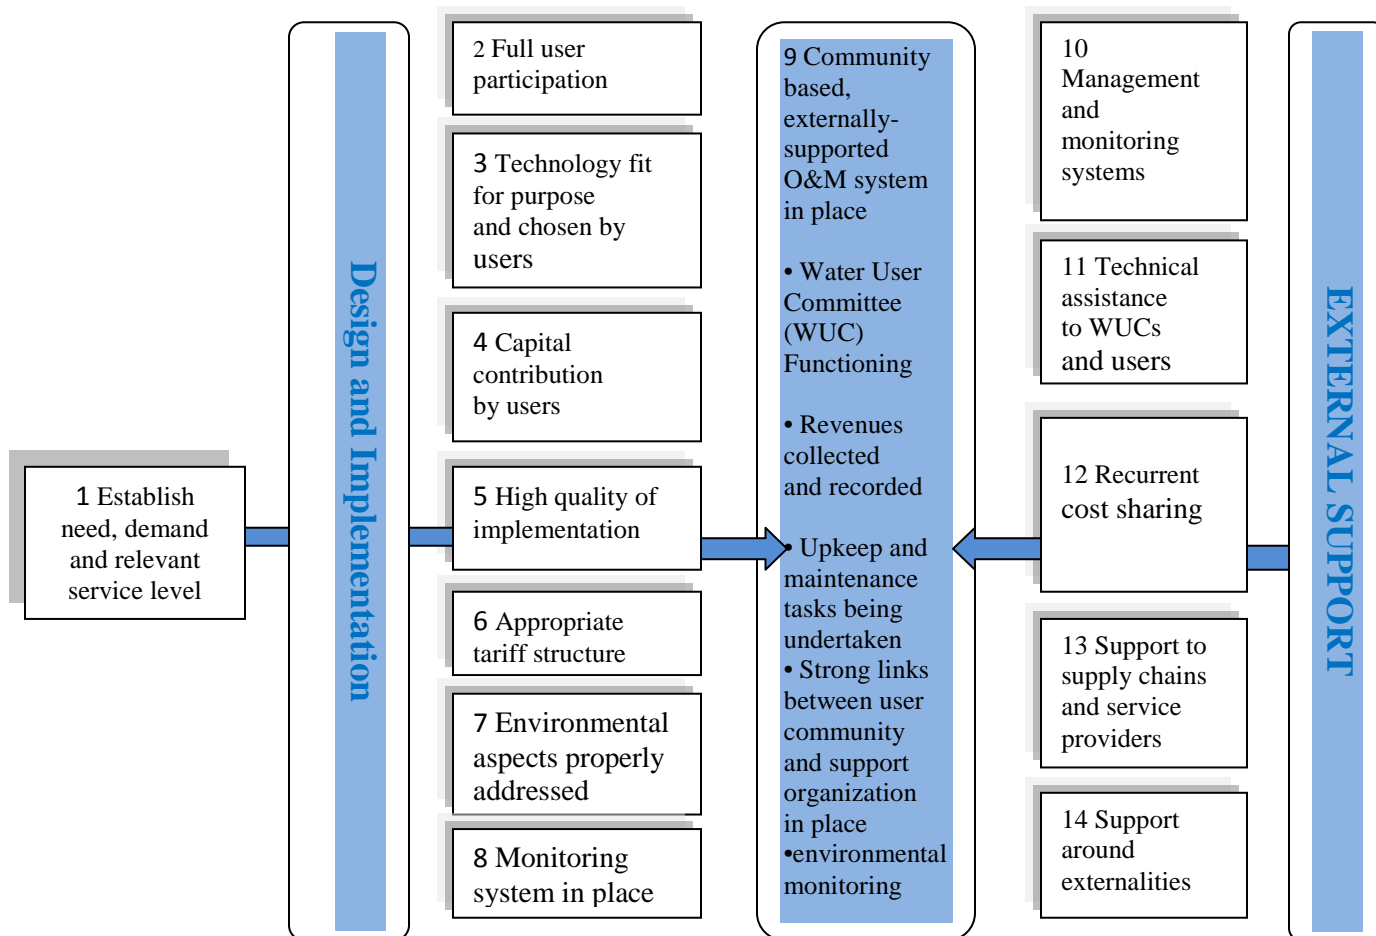 1 Establish
need, demand
and relevant
service level
Design and Implementation
2 Full user
participation
3 Technology fit
for purpose
and chosen by
users
4 Capital
contribution
by users
5 High quality of
implementation
6 Appropriate
tariff structure
7 Environmental
aspects properly
addressed
8 Monitoring
system in place
9 Community
based,
externally-
supported
O&M system
in place
• Water User
Committee
(WUC)
Functioning
• Revenues
collected
and recorded
• Upkeep and
maintenance
tasks being
undertaken
• Strong links
between user
community
and support
organization
in place
•environmental
monitoring
10
Management
and
monitoring
systems
11 Technical
assistance
to WUCs
and users
12 Recurrent
cost sharing
13 Support to
supply chains
and service
providers
14 Support
around
externalities
EXTERNAL SUPPORT